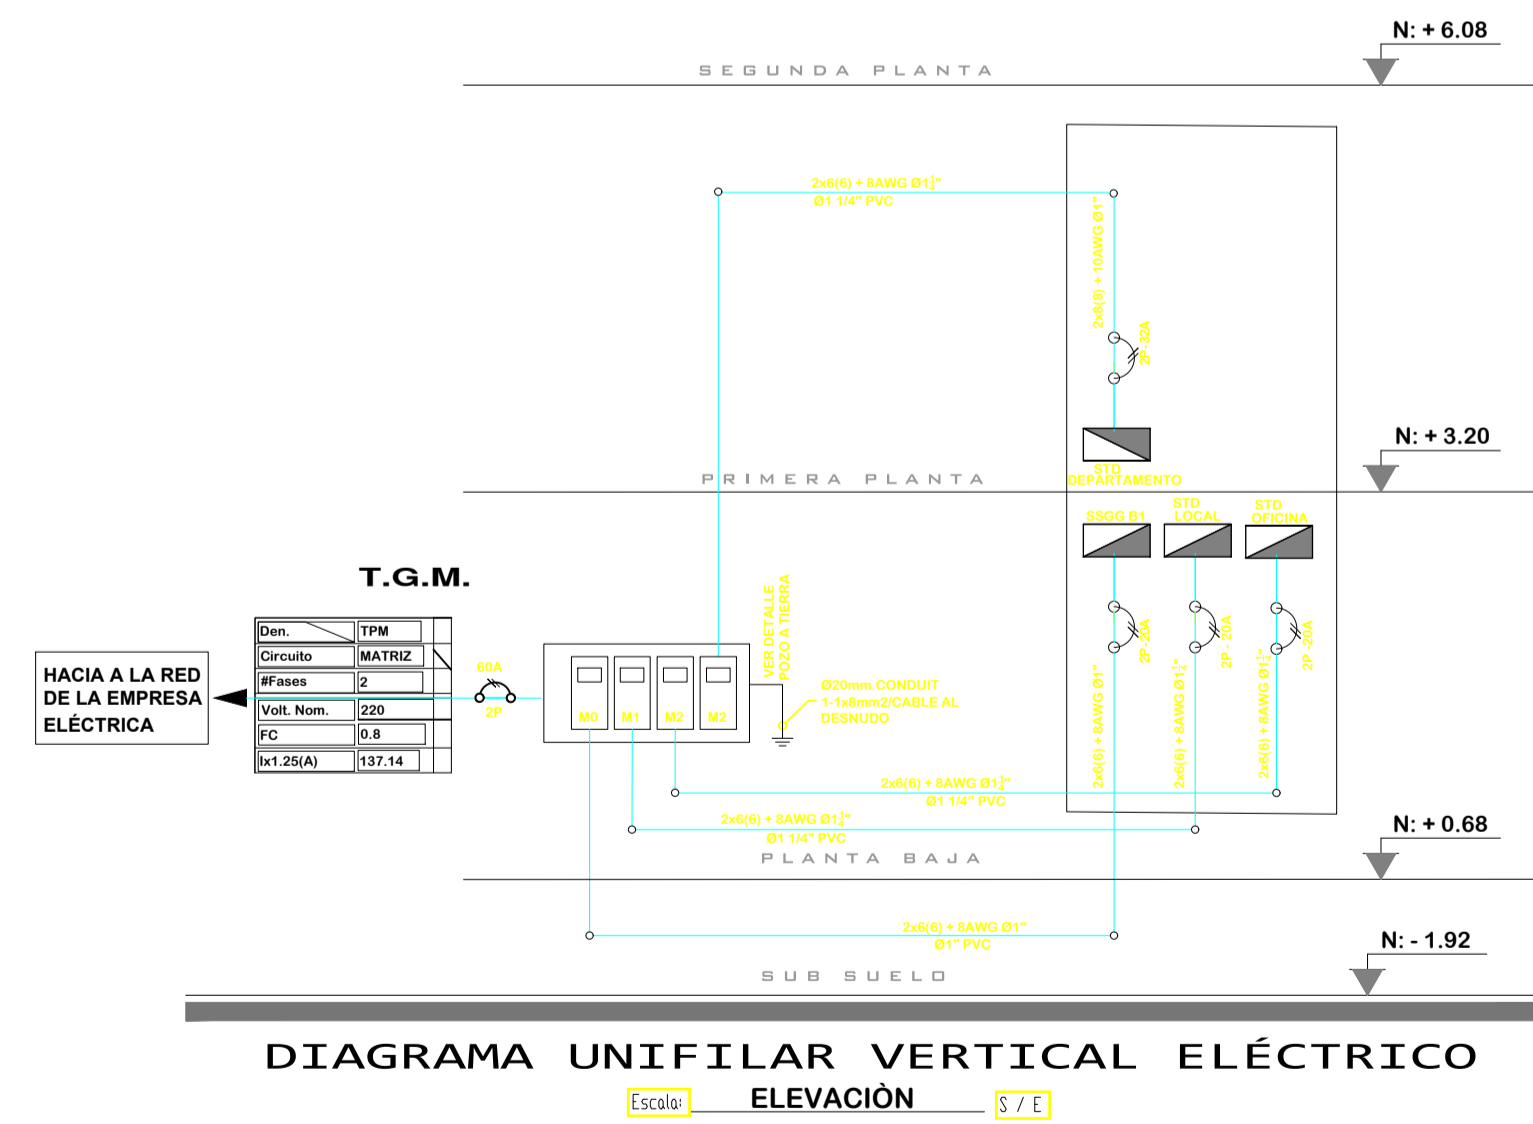 N: + 6.08
SEGUNDA PLANTA
2x6(6) + 8AWG Ø1¼"
Ø1 1/4" PVC
2x8(8) + 10AWG Ø1"
2P-32A
N: + 3.20
STD
DEPARTAMENTO
PRIMERA PLANTA
SSGG B1
STD
LOCAL
STD
OFICINA
T.G.M.
VER DETALLE
POZO A TIERRA
2P-20A
2P - 20A
2P -20A
Den. TPM
Circuito MATRIZ
#Fases 2
Volt. Nom. 220
FC 0.8
Ix1.25(A) 137.14
HACIA A LA RED
DE LA EMPRESA
ELÉCTRICA
60A
2P
M0 M1 M2 M2
Ø20mm.CONDUIT
1-1x8mm2/CABLE AL
DESNUDO
2x6(6) + 8AWG Ø1"
2x6(6) + 8AWG Ø1¼"
2x6(6) + 8AWG Ø1¼"
2x6(6) + 8AWG Ø1¼"
Ø1 1/4" PVC
2x6(6) + 8AWG Ø1¼"
Ø1 1/4" PVC
N: + 0.68
PLANTA BAJA
2x6(6) + 8AWG Ø1"
Ø1" PVC
N: - 1.92
SUB SUELO
DIAGRAMA UNIFILAR VERTICAL ELÉCTRICO
Escala: ELEVACIÒN S / E